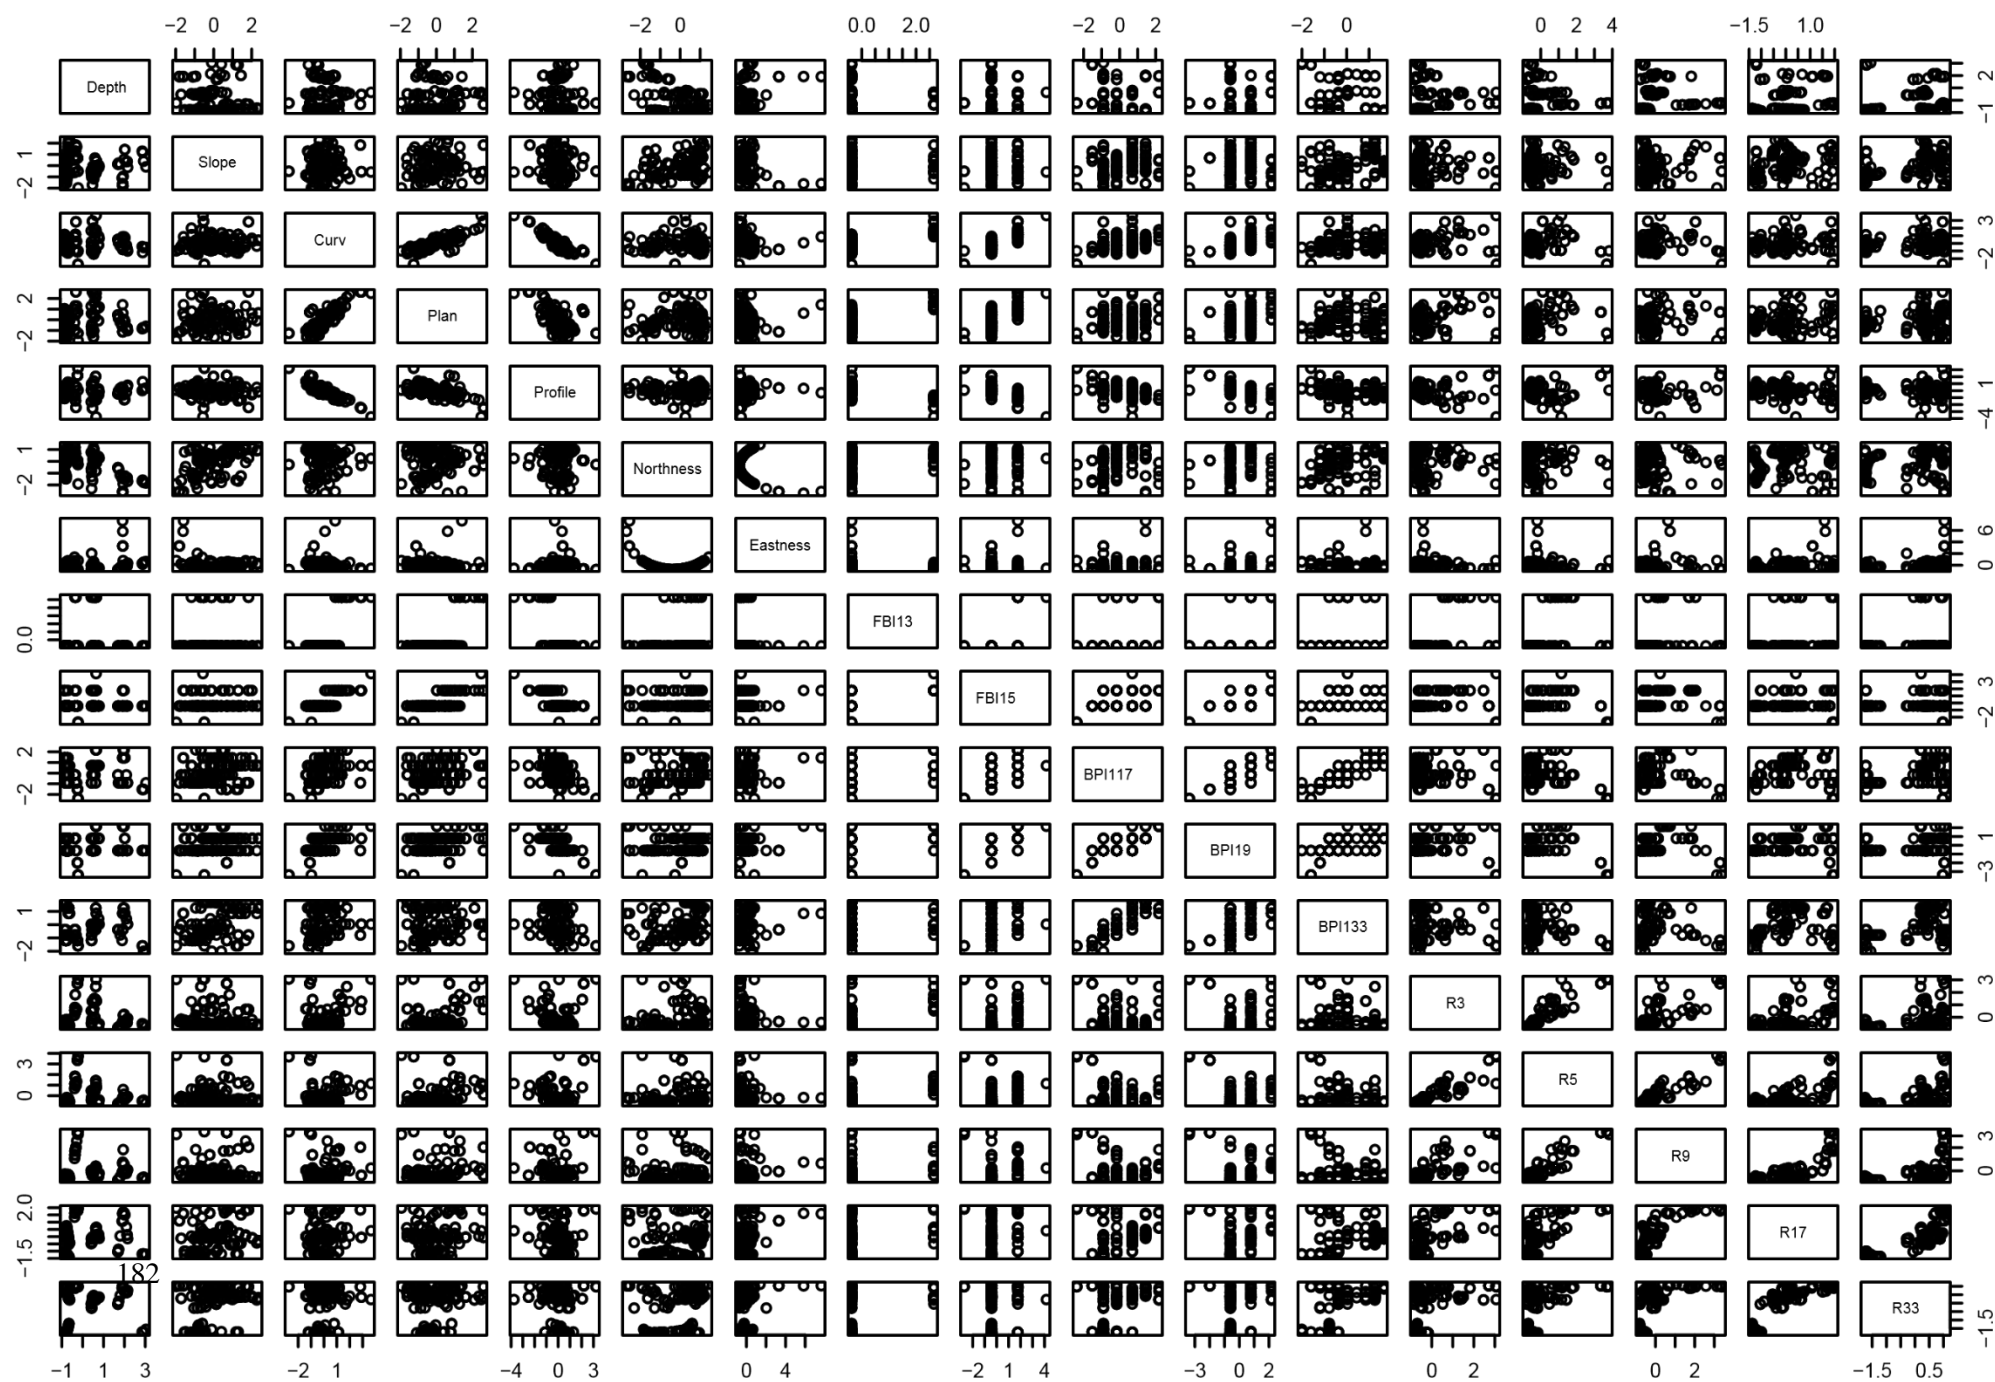 −2 0 2 −2 0 2 −2 0 0.0 2.0 −2 0 2 −2 0 0 2 4 −1.5 1.0
Depth
−1 2
−2 1
Slope
Curv
−2 3
−2 2
Plan
Profile
−4 1
−2 1
Northness
Eastness
0 6
0.0
FBI13
FBI15
−2 3
−2 2
BPI117
BPI19
−3 1
−2 1
BPI133
R3
0 3
0 3
R5
R9
0 3
−1.5 2.0
R17
182
R33
−1.5
−1 1 3 −2 1 −4 0 3 0 4 −2 1 4 −3 0 2 0 2 0 2 −1.5 0.5